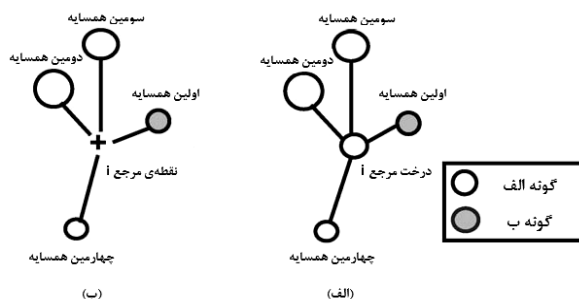 سومین همسایه
دومین همسایه
اولین همسایه
درخت مرجع i
چهارمین همسایه
(الف)
سومین همسایه
دومین همسایه
اولین همسایه
نقطه‌ی مرجع i
چهارمین همسایه
(ب)
گونه الف
گونه ب